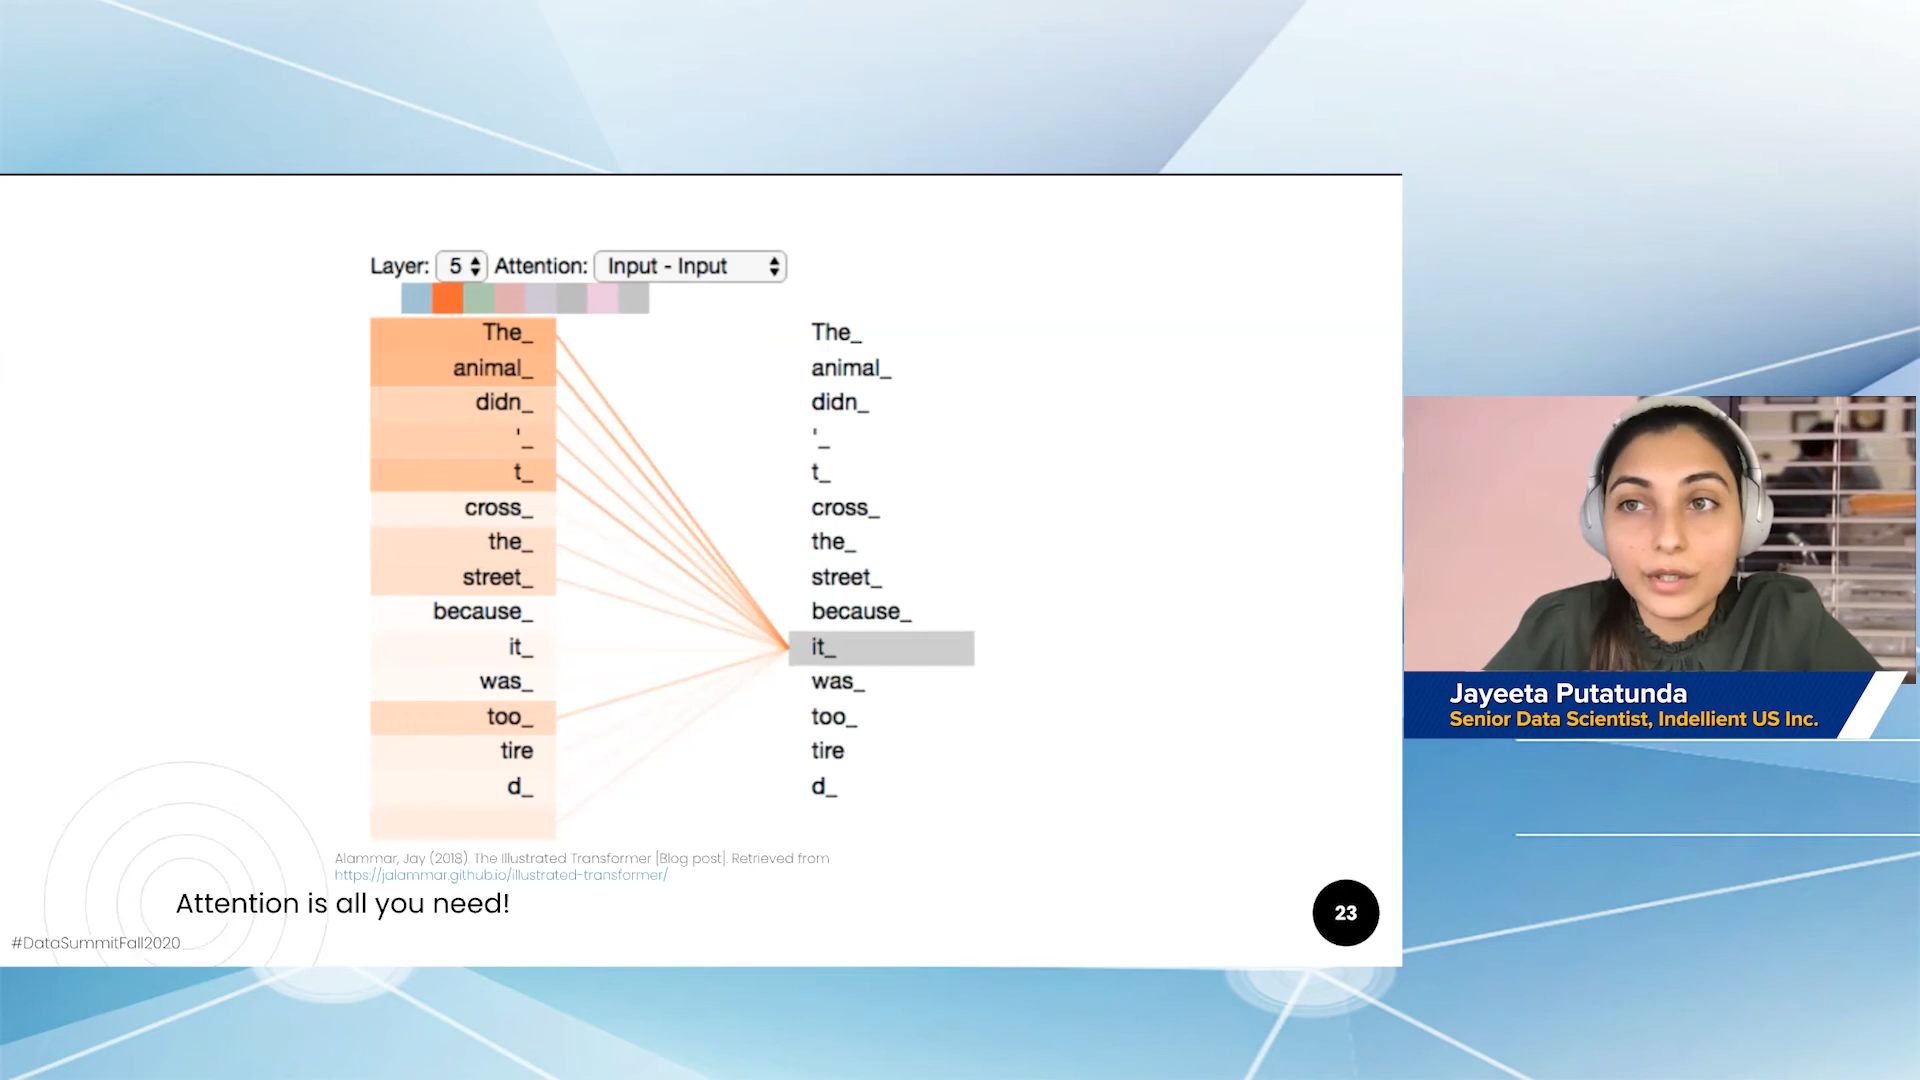 Layer: 5 Attention: Input - Input
The_ The_
animal_ animal_
didn_ didn_
'_ '_
t_ t_
cross_ cross_
the_ the_
street_ street_
because_ because_
it_ it_
was_ was_
too_ too_
tire tire
d_ d_
Alammar, Jay (2018). The Illustrated Transformer [Blog post]. Retrieved from
https://jalammar.github.io/illustrated-transformer/
Attention is all you need!
23
#DataSummitFall2020
Jayeeta Putatunda
Senior Data Scientist, Indellient US Inc.